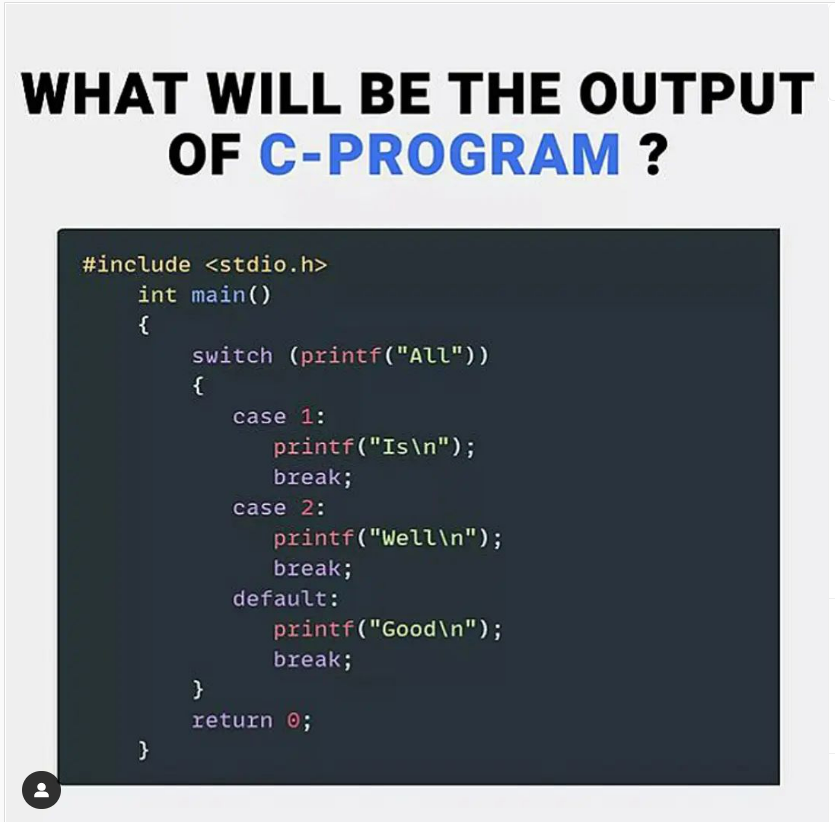 WHAT WILL BE THE OUTPUT
OF C-PROGRAM ?
#include <stdio.h>
int main()
{
switch (printf("All"))
{
case 1:
printf("Is\n");
break;
case 2:
printf("Well\n");
break;
default:
printf("Good\n");
break;
}
return 0;
}